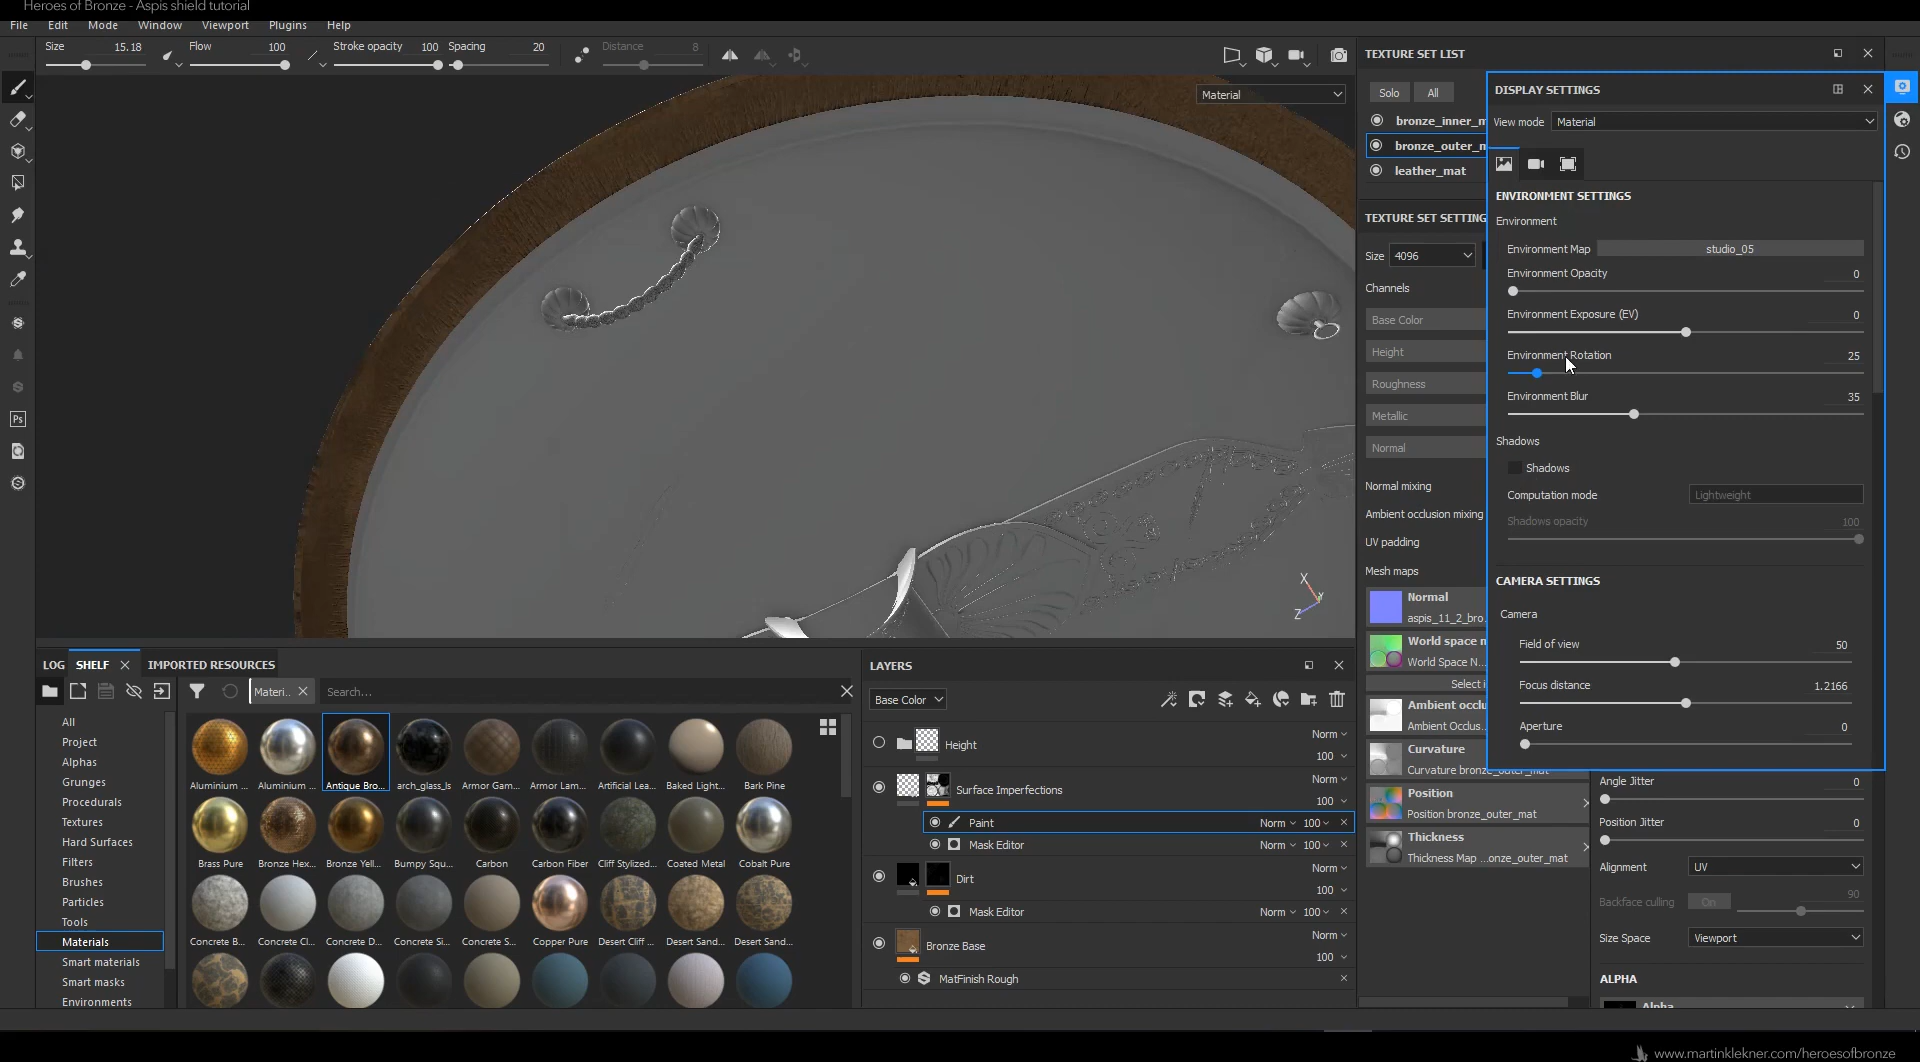 Heroes of Bronze - Aspis shield tutorial
File Edit Mode Window Viewport Plugins Help
Size 15.18 Flow 100 Stroke opacity 100 Spacing 20 Distance 8
Material
TEXTURE SET LIST
Solo All
bronze_inner_m
bronze_outer_m
leather_mat
TEXTURE SET SETTING
Size 4096
Channels
Base Color
Height
Roughness
Metallic
Normal
Normal mixing
Ambient occlusion mixing
UV padding
Mesh maps
Normal
aspis_11_2_bro
World space n
World Space N...
Select i
Ambient occlu
Ambient Occlus...
Curvature
Curvature bronze_outer_mat
Position
Position bronze_outer_mat
Thickness
Thickness Map ...onze_outer_mat
DISPLAY SETTINGS
View mode Material
ENVIRONMENT SETTINGS
Environment
Environment Map studio_05
Environment Opacity 0
Environment Exposure (EV) 0
Environment Rotation 25
Environment Blur 35
Shadows
Shadows
Computation mode Lightweight
Shadows opacity 100
CAMERA SETTINGS
Camera
Field of view 50
Focus distance 1.2166
Aperture 0
Angle Jitter 0
Position Jitter 0
Alignment UV
Backface culling On 90
Size Space Viewport
ALPHA
Alpha
X
Y
Z
Ps
LOG SHELF IMPORTED RESOURCES
Materi.. Search...
All
Project
Alphas
Grunges
Procedurals
Textures
Hard Surfaces
Filters
Brushes
Particles
Tools
Materials
Smart materials
Smart masks
Environments
Aluminium ... Aluminium ... Antique Bro... arch_glass_ls Armor Gam... Armor Lam... Artificial Lea... Baked Light... Bark Pine
Brass Pure Bronze Hex... Bronze Yell... Bumpy Squ... Carbon Carbon Fiber Cliff Stylized... Coated Metal Cobalt Pure
Concrete B... Concrete Cl... Concrete D... Concrete Si... Concrete S... Copper Pure Desert Cliff ... Desert Sand... Desert Sand...
LAYERS
Base Color
Height Norm 100
Surface Imperfections Norm 100
Paint Norm 100
Mask Editor Norm 100
Dirt Norm 100
Mask Editor Norm 100
Bronze Base Norm 100
MatFinish Rough
www.martinklekner.com/heroesofbronze